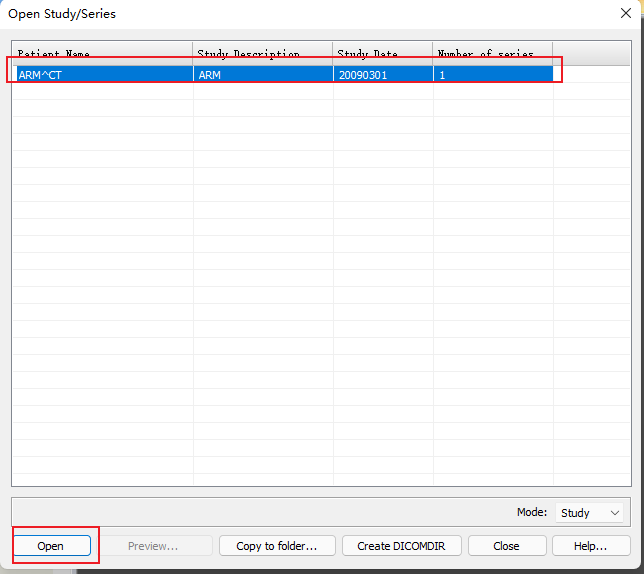 Open Study/Series
Patient Name Study Description Study Date Number of series
ARM^CT ARM 20090301 1
Mode: Study
Open Preview... Copy to folder... Create DICOMDIR Close Help...